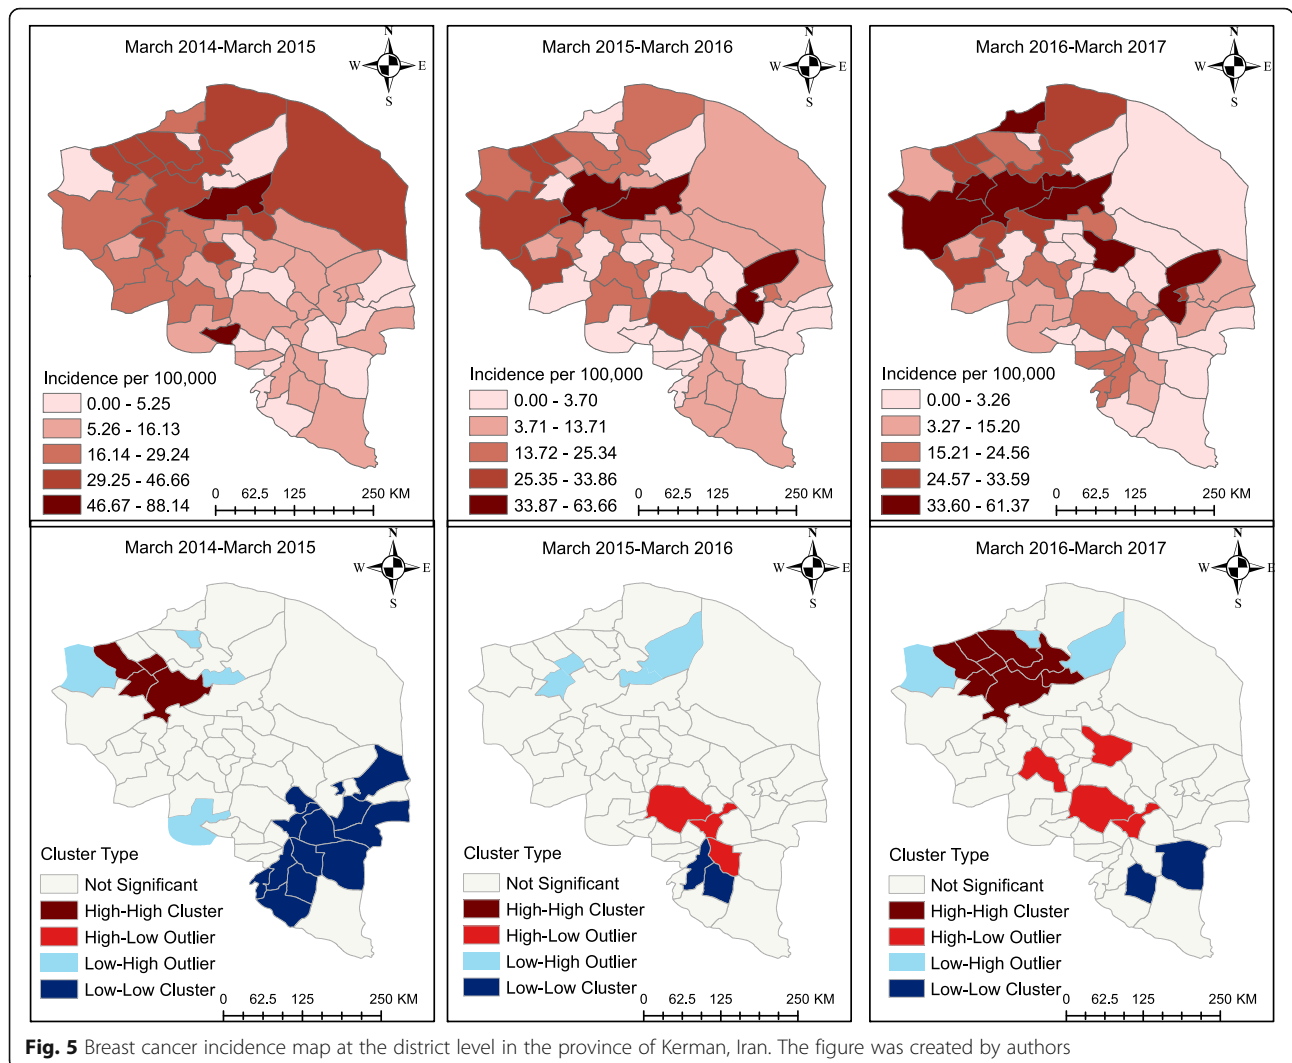 March 2014-March 2015
N
W E
S
Incidence per 100,000
0.00 - 5.25
5.26 - 16.13
16.14 - 29.24
29.25 - 46.66
46.67 - 88.14
0 62.5 125 250 KM
March 2015-March 2016
N
W E
S
Incidence per 100,000
0.00 - 3.70
3.71 - 13.71
13.72 - 25.34
25.35 - 33.86
33.87 - 63.66
0 62.5 125 250 KM
March 2016-March 2017
N
W E
S
Incidence per 100,000
0.00 - 3.26
3.27 - 15.20
15.21 - 24.56
24.57 - 33.59
33.60 - 61.37
0 62.5 125 250 KM
March 2014-March 2015
N
W E
S
Cluster Type
Not Significant
High-High Cluster
High-Low Outlier
Low-High Outlier
Low-Low Cluster
0 62.5 125 250 KM
March 2015-March 2016
N
W E
S
Cluster Type
Not Significant
High-High Cluster
High-Low Outlier
Low-High Outlier
Low-Low Cluster
0 62.5 125 250 KM
March 2016-March 2017
N
W E
S
Cluster Type
Not Significant
High-High Cluster
High-Low Outlier
Low-High Outlier
Low-Low Cluster
0 62.5 125 250 KM
Fig. 5 Breast cancer incidence map at the district level in the province of Kerman, Iran. The figure was created by authors